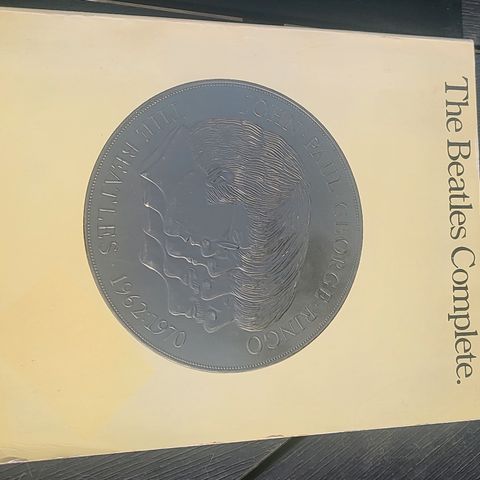 The Beatles Complete.
JOHN·PAUL·GEORGE·RINGO
THE BEATLES·1962-1970